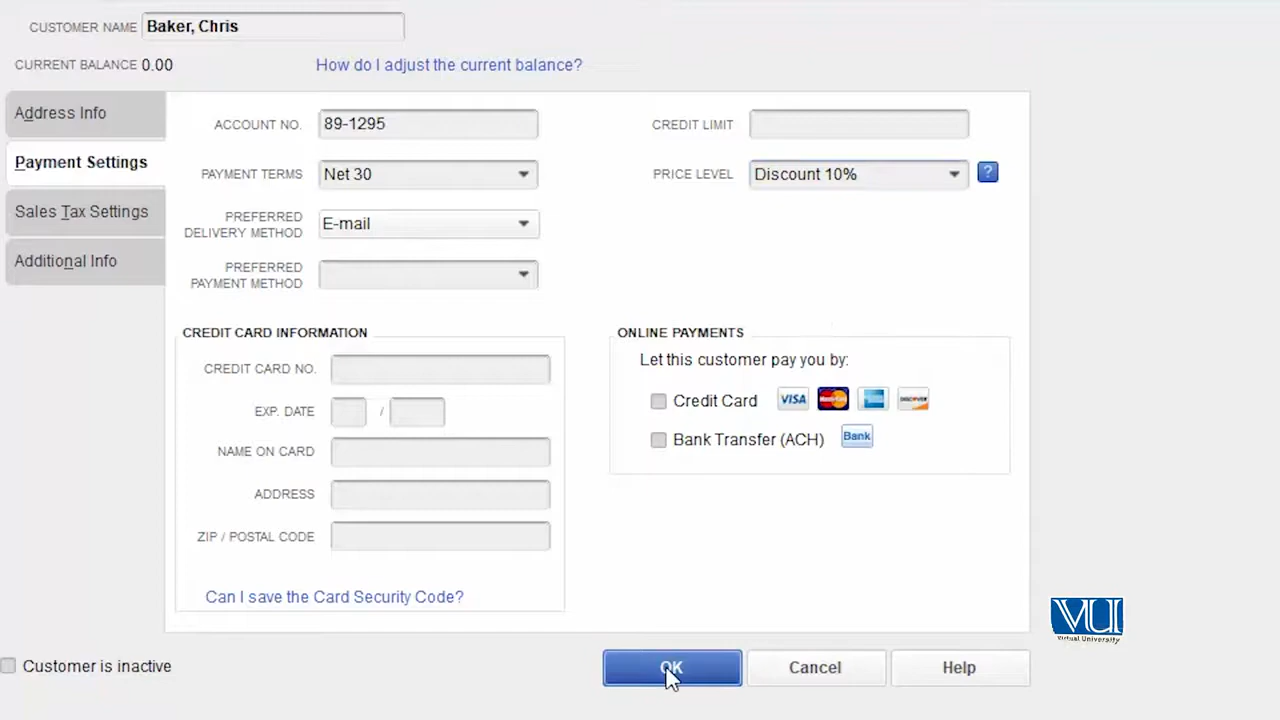 CUSTOMER NAME Baker, Chris
CURRENT BALANCE 0.00 How do I adjust the current balance?
Address Info
Payment Settings
Sales Tax Settings
Additional Info
ACCOUNT NO. 89-1295
CREDIT LIMIT
PAYMENT TERMS Net 30
PRICE LEVEL Discount 10% ?
PREFERRED
DELIVERY METHOD E-mail
PREFERRED
PAYMENT METHOD
CREDIT CARD INFORMATION
CREDIT CARD NO.
EXP. DATE /
NAME ON CARD
ADDRESS
ZIP / POSTAL CODE
Can I save the Card Security Code?
ONLINE PAYMENTS
Let this customer pay you by:
Credit Card VISA MasterCard DISCOVER
Bank Transfer (ACH) Bank
VU
Virtual University
Customer is inactive
OK Cancel Help